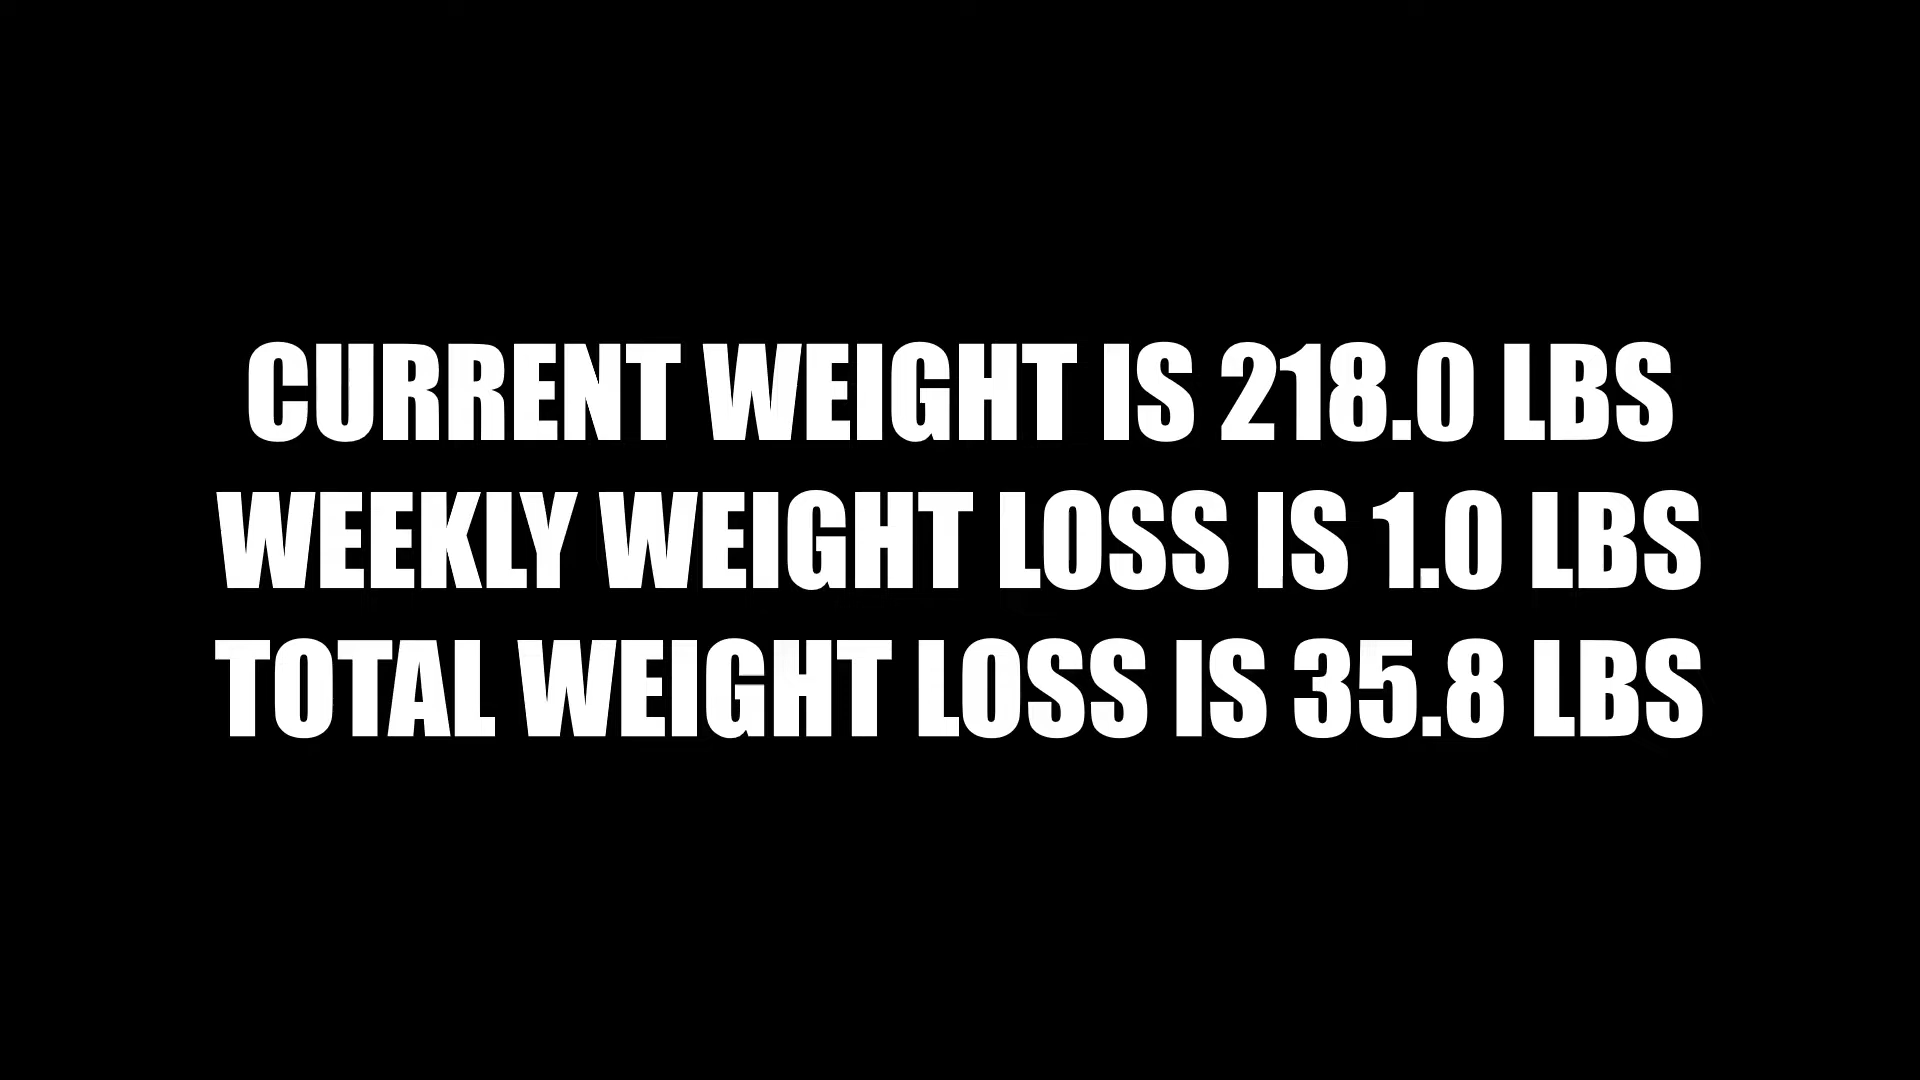 CURRENT WEIGHT IS 218.0 LBS
WEEKLY WEIGHT LOSS IS 1.0 LBS
TOTAL WEIGHT LOSS IS 35.8 LBS